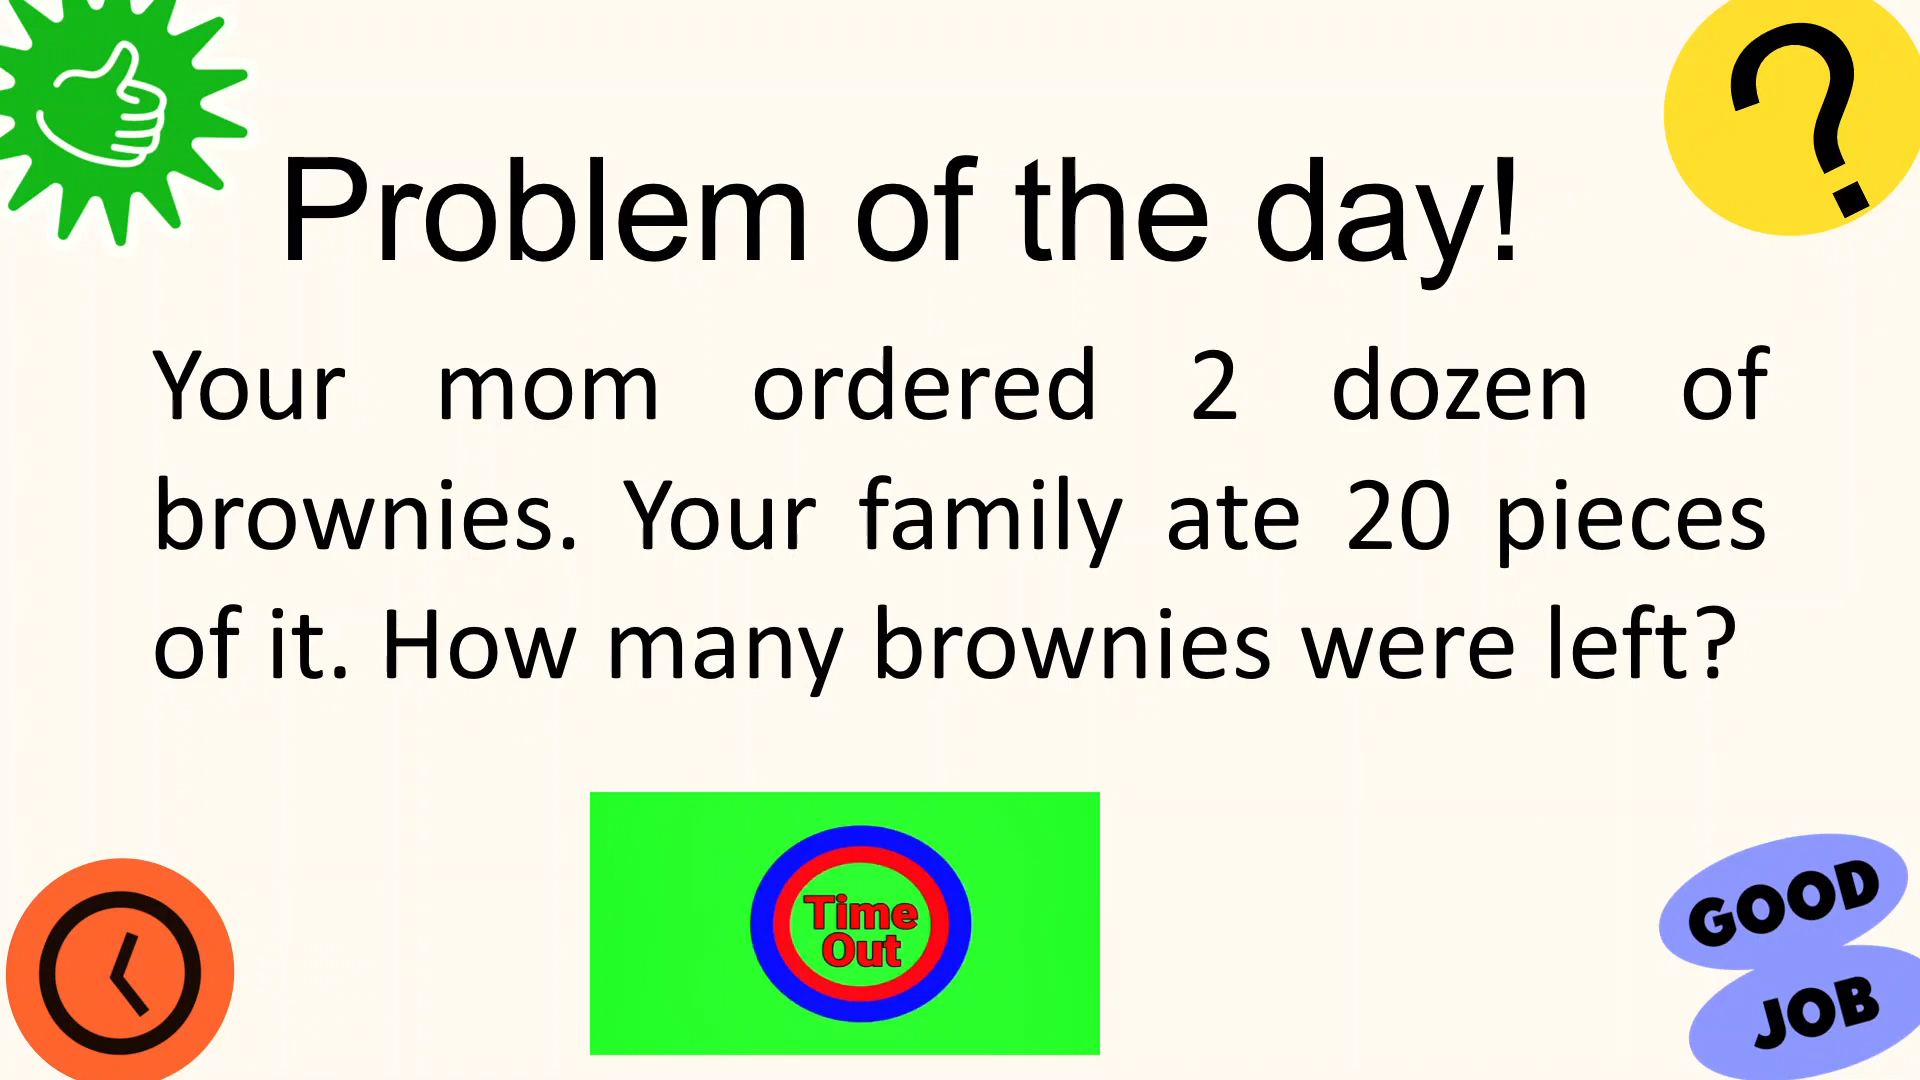 Problem of the day!
Your mom ordered 2 dozen of
brownies. Your family ate 20 pieces
of it. How many brownies were left?
Time
Out
GOOD
JOB